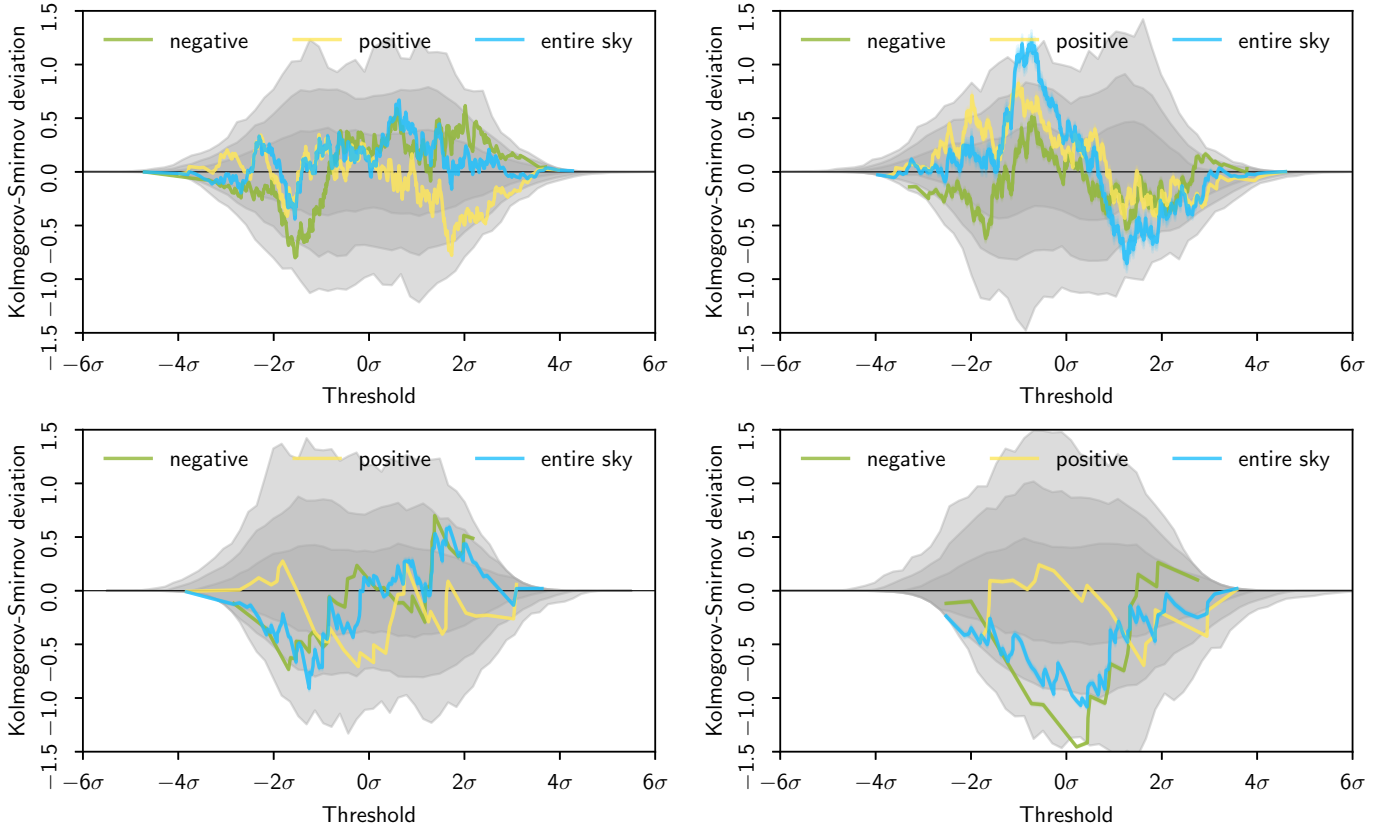 negative positive entire sky
Kolmogorov-Smirnov deviation
−1.5 −1.0 −0.5 0.0 0.5 1.0 1.5
−6σ −4σ −2σ 0σ 2σ 4σ 6σ
Threshold
negative positive entire sky
Kolmogorov-Smirnov deviation
−1.5 −1.0 −0.5 0.0 0.5 1.0 1.5
−6σ −4σ −2σ 0σ 2σ 4σ 6σ
Threshold
negative positive entire sky
Kolmogorov-Smirnov deviation
−1.5 −1.0 −0.5 0.0 0.5 1.0 1.5
−6σ −4σ −2σ 0σ 2σ 4σ 6σ
Threshold
negative positive entire sky
Kolmogorov-Smirnov deviation
−1.5 −1.0 −0.5 0.0 0.5 1.0 1.5
−6σ −4σ −2σ 0σ 2σ 4σ 6σ
Threshold